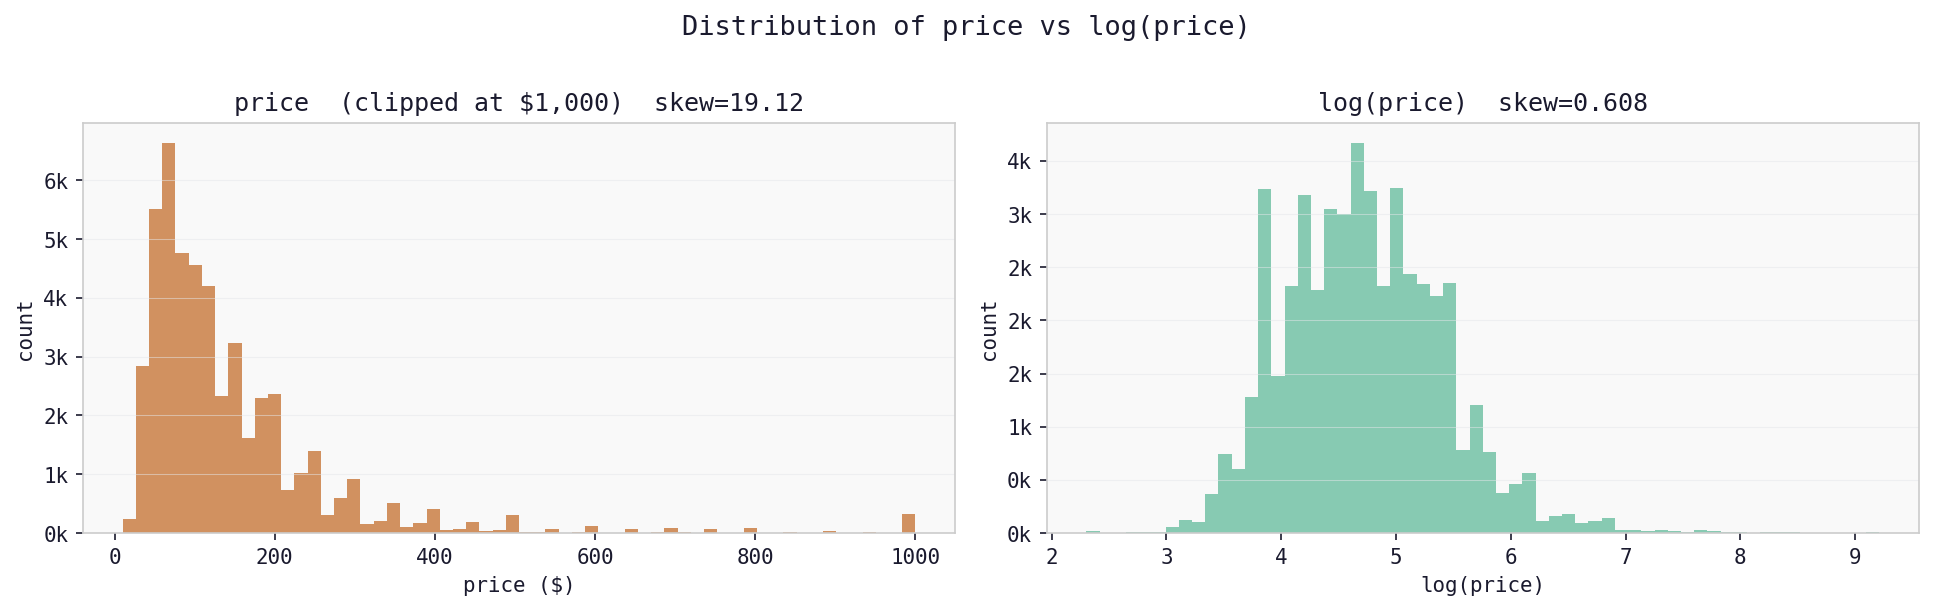 Distribution of price vs log(price)
price  (clipped at $1,000)  skew=19.12
6k
5k
4k
3k
2k
1k
0k
count
0 200 400 600 800 1000
price ($)
log(price)  skew=0.608
4k
3k
2k
2k
2k
1k
0k
0k
count
2 3 4 5 6 7 8 9
log(price)